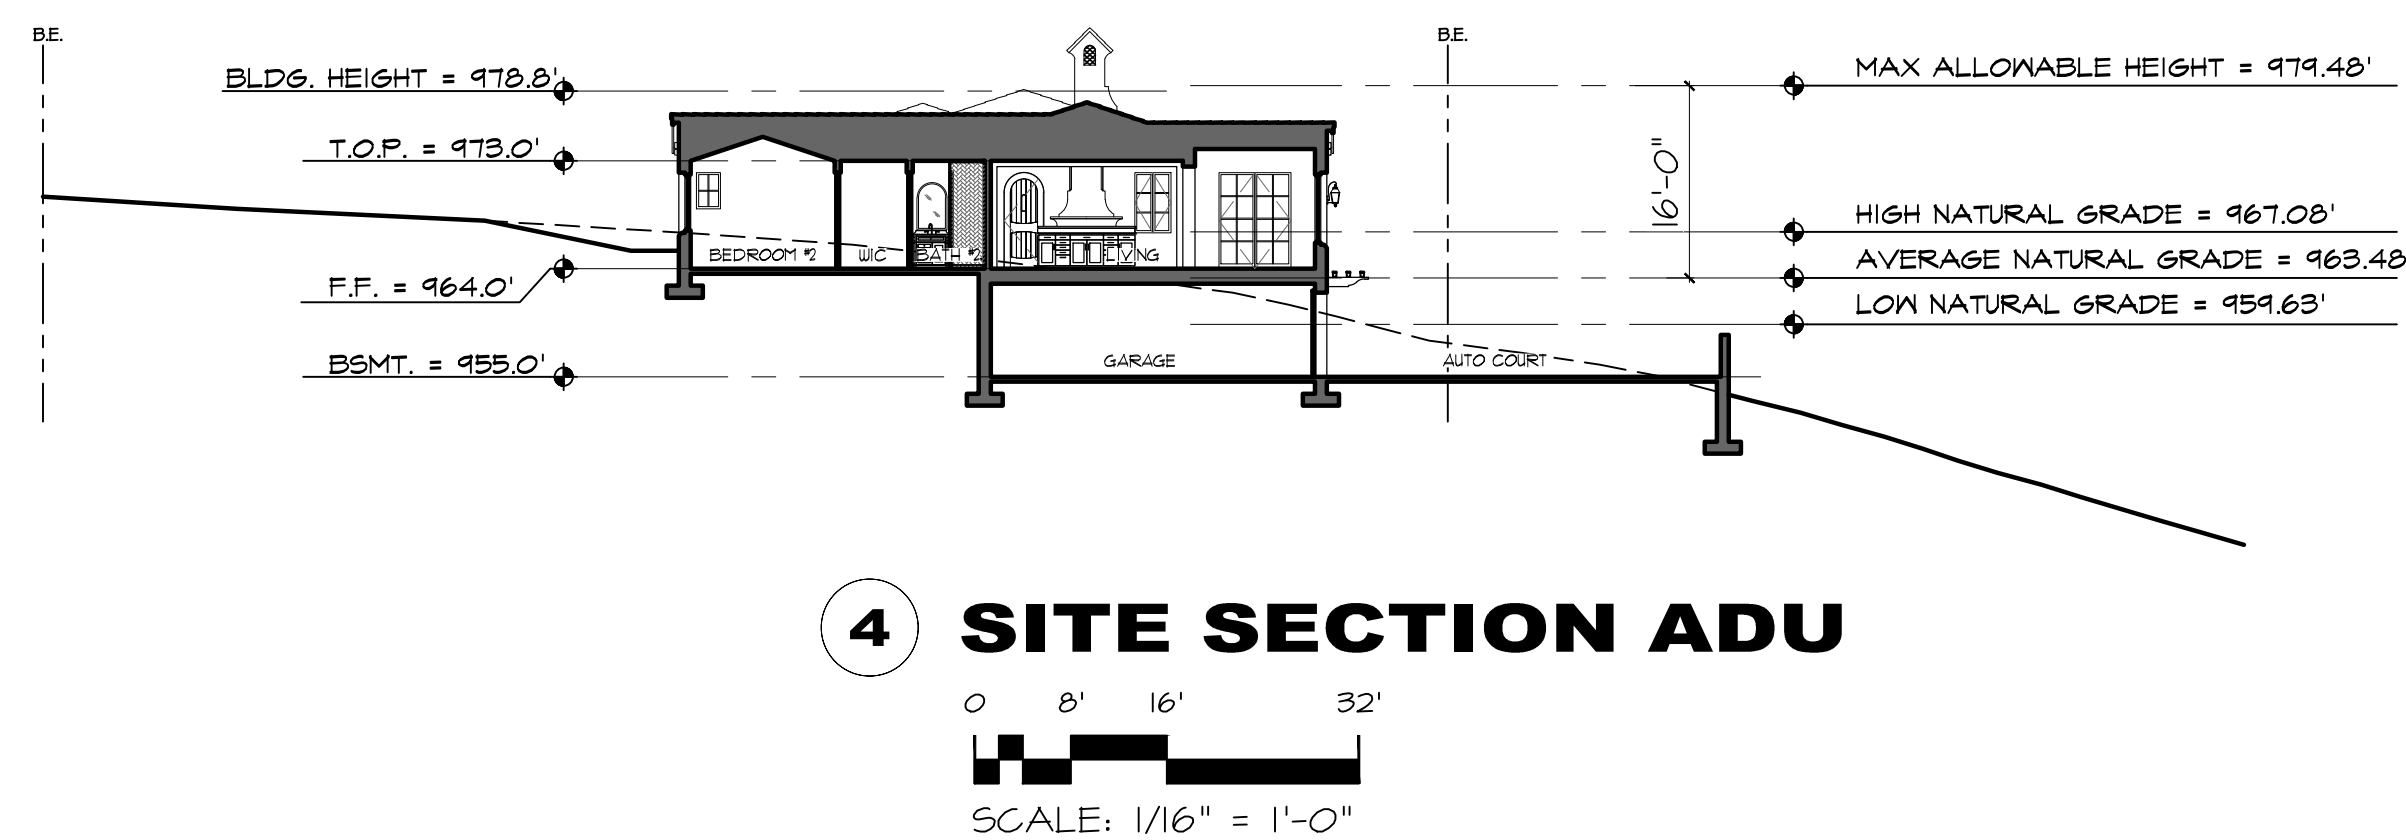 B.E.
B.E.
BLDG. HEIGHT = 978.8'
MAX ALLOWABLE HEIGHT = 979.48'
T.O.P. = 973.0'
16'-0"
HIGH NATURAL GRADE = 967.08'
BEDROOM #2
WIC
BATH #2
LIVING
AVERAGE NATURAL GRADE = 963.48
F.F. = 964.0'
LOW NATURAL GRADE = 959.63'
BSMT. = 955.0'
GARAGE
AUTO COURT
4 SITE SECTION ADU
0 8' 16' 32'
SCALE: 1/16" = 1'-0"